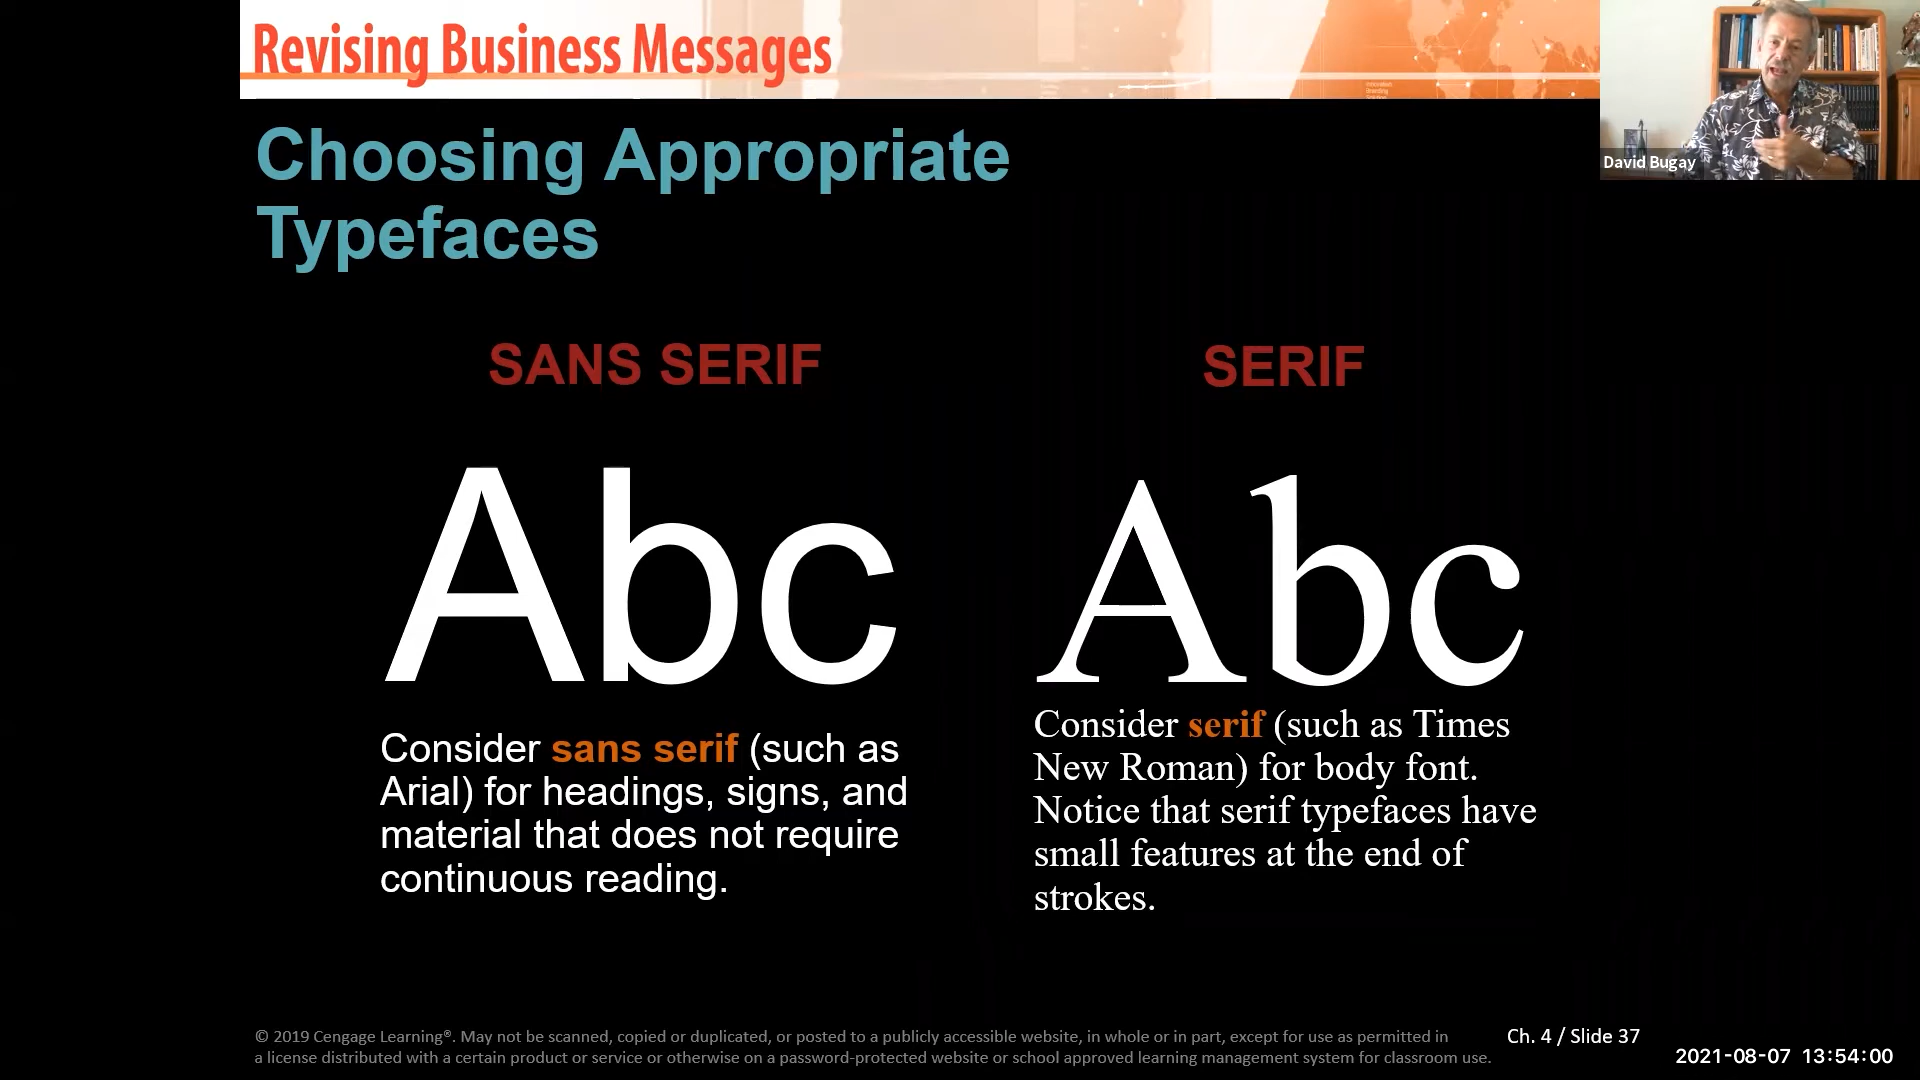 Revising Business Messages
David Bugay
Choosing Appropriate
Typefaces
SANS SERIF
Abc
Consider sans serif (such as
Arial) for headings, signs, and
material that does not require
continuous reading.
SERIF
Abc
Consider serif (such as Times
New Roman) for body font.
Notice that serif typefaces have
small features at the end of
strokes.
© 2019 Cengage Learning®. May not be scanned, copied or duplicated, or posted to a publicly accessible website, in whole or in part, except for use as permitted in
a license distributed with a certain product or service or otherwise on a password-protected website or school approved learning management system for classroom use.
Ch. 4 / Slide 37
2021-08-07 13:54:00